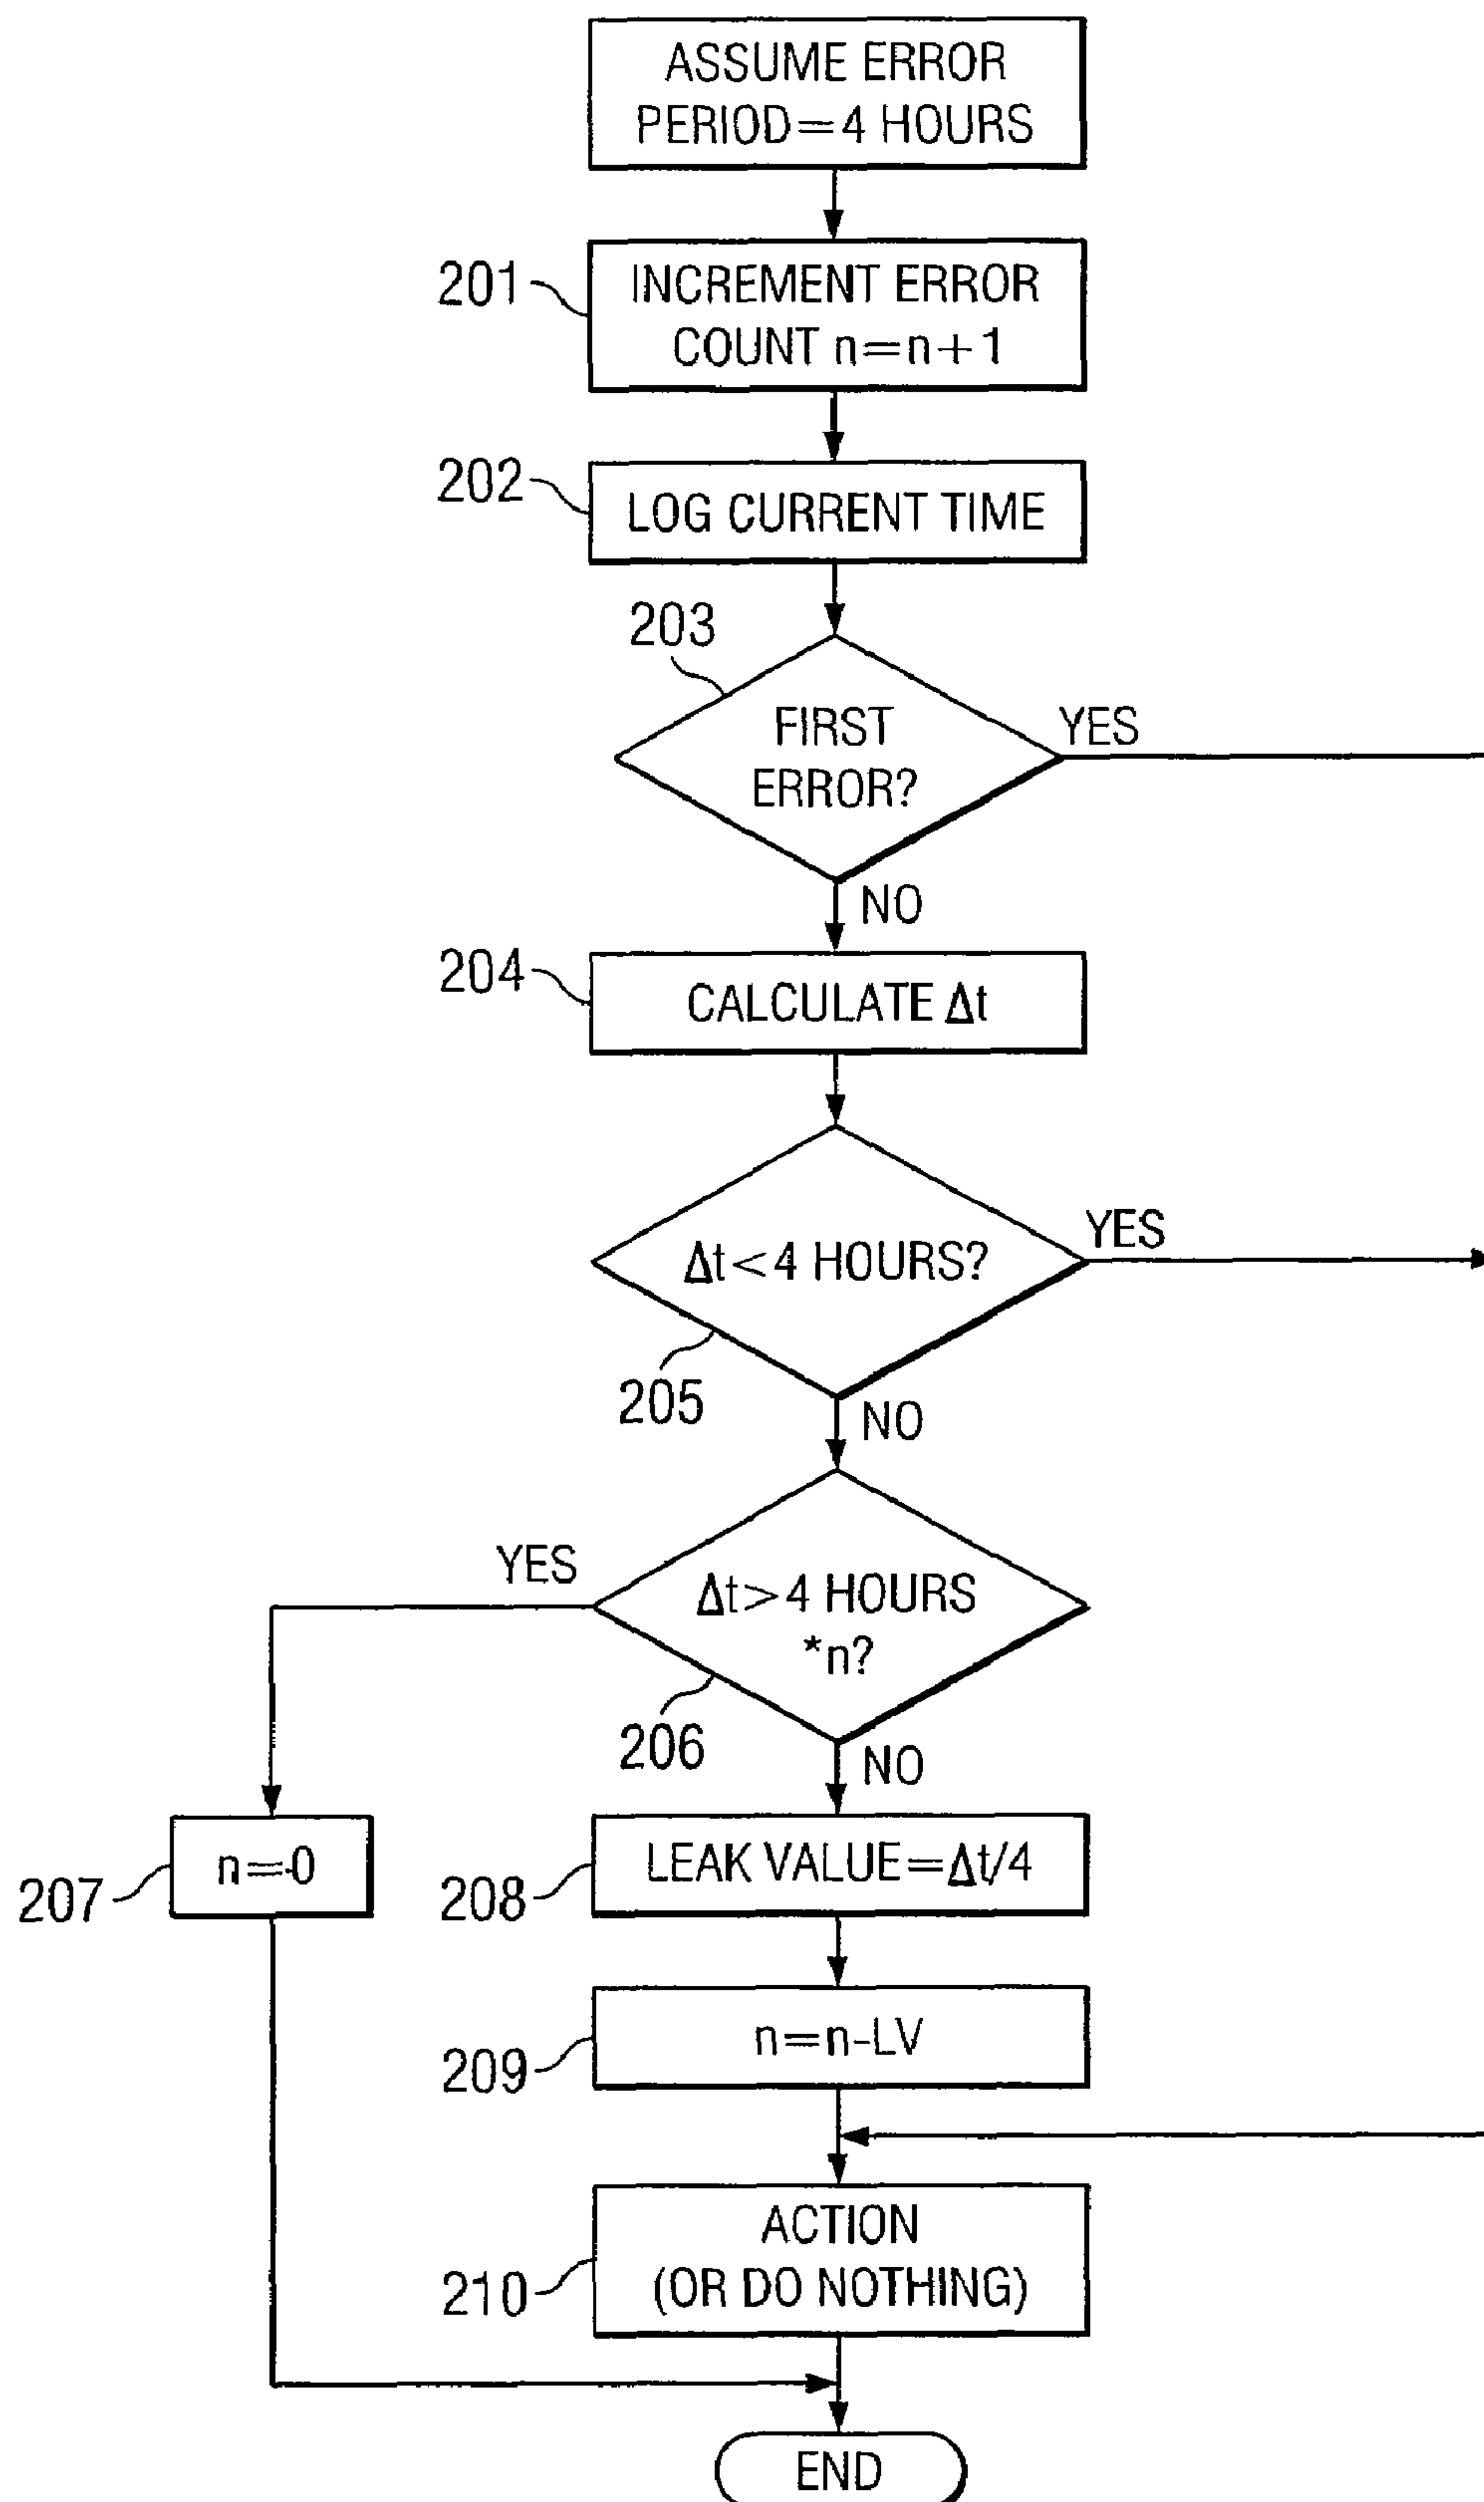 ASSUME ERROR
PERIOD=4 HOURS
201
INCREMENT ERROR
COUNT n=n+1
202
LOG CURRENT TIME
203
FIRST
ERROR?
YES
NO
204
CALCULATE Δt
Δt<4 HOURS?
YES
205
NO
YES
Δt>4 HOURS
*n?
206
NO
n=0
207
LEAK VALUE=Δt/4
208
n=n-LV
209
ACTION
(OR DO NOTHING)
210
END